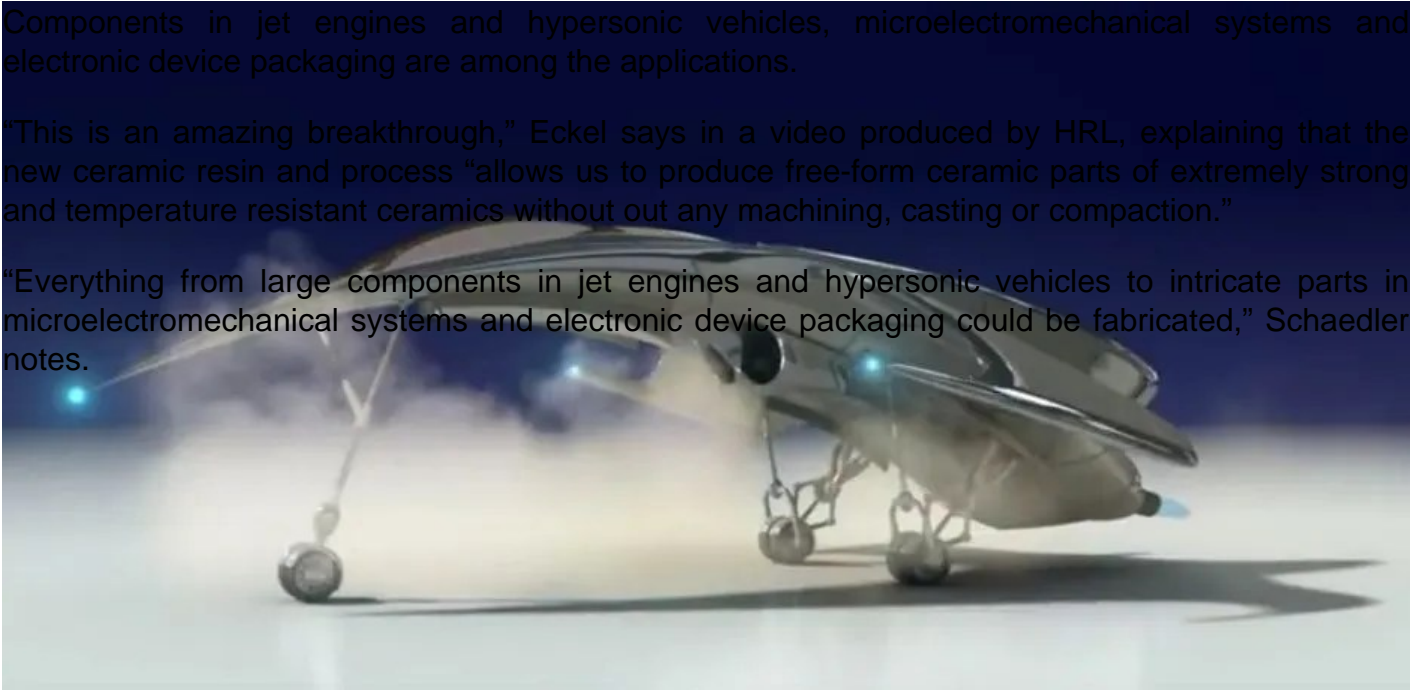 Components in jet engines and hypersonic vehicles, microelectromechanical systems and
electronic device packaging are among the applications.
“This is an amazing breakthrough,” Eckel says in a video produced by HRL, explaining that the
new ceramic resin and process “allows us to produce free-form ceramic parts of extremely strong
and temperature resistant ceramics without out any machining, casting or compaction.”
“Everything from large components in jet engines and hypersonic vehicles to intricate parts in
microelectromechanical systems and electronic device packaging could be fabricated,” Schaedler
notes.